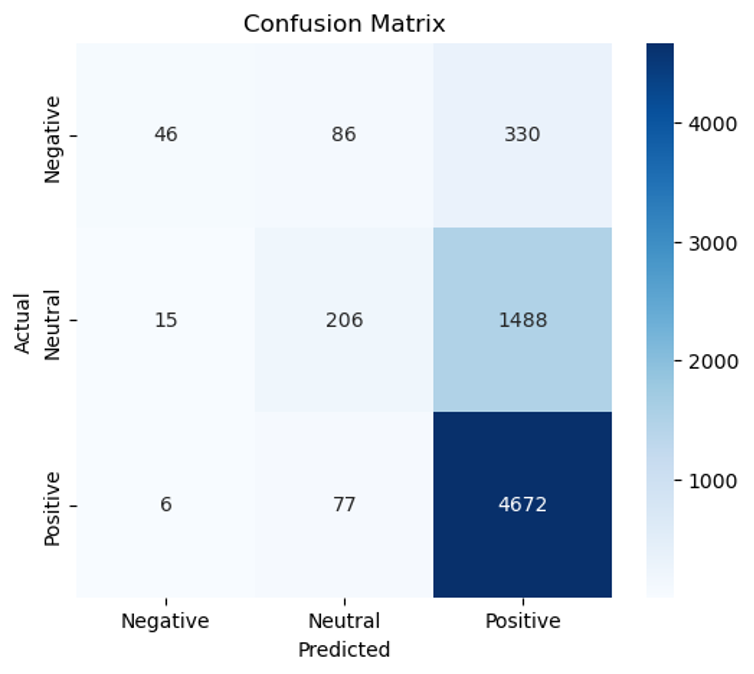 Confusion Matrix
Negative
46 86 330
4000
3000
Actual
Neutral
15 206 1488
2000
1000
Positive
6 77 4672
Negative Neutral Positive
Predicted